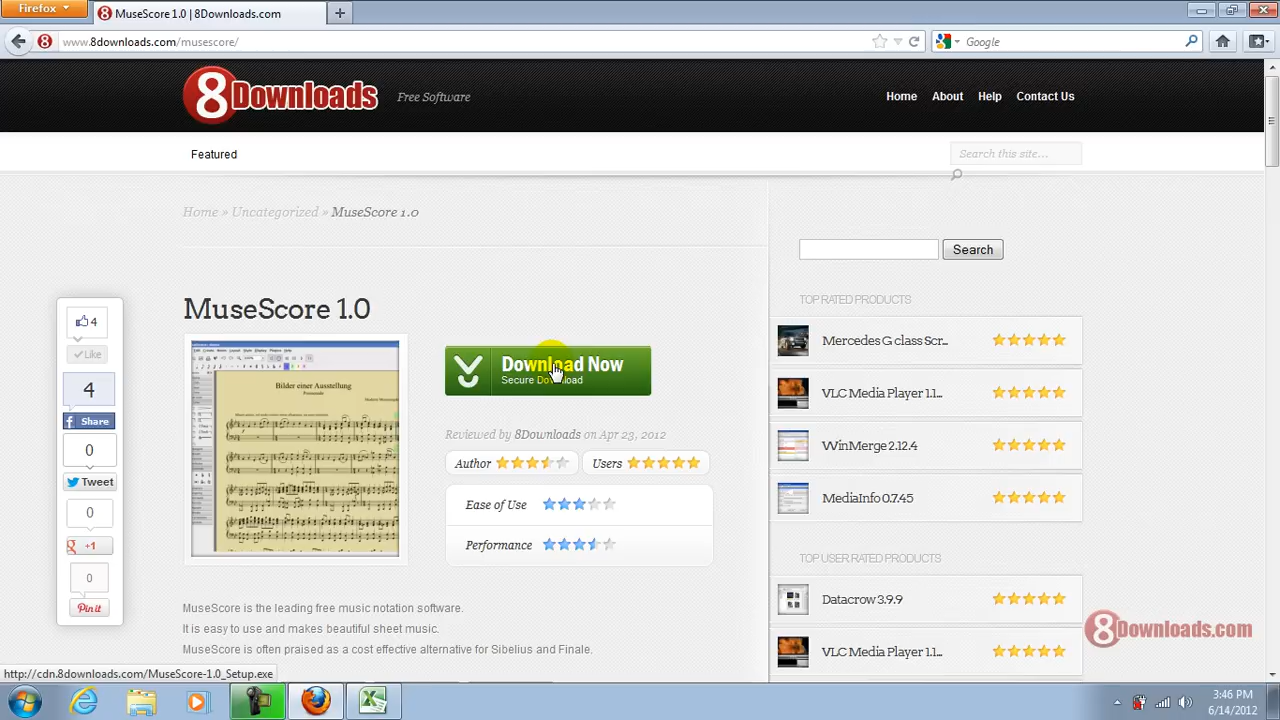 Firefox
MuseScore 1.0 | 8Downloads.com
www.8downloads.com/musescore/
Google
8Downloads
Free Software
Home
About
Help
Contact Us
Featured
Search this site...
Home » Uncategorized » MuseScore 1.0
Search
MuseScore 1.0
TOP RATED PRODUCTS
4
Like
4
Share
0
Tweet
0
+1
0
Pin it
Bilder einer Ausstellung
Download Now
Secure Download
Reviewed by 8Downloads on Apr 23, 2012
Author
Users
Ease of Use
Performance
Mercedes G class Scr...
VLC Media Player 1.1...
WinMerge 2.12.4
MediaInfo 0.7.45
TOP USER RATED PRODUCTS
Datacrow 3.9.9
VLC Media Player 1.1...
MuseScore is the leading free music notation software.
It is easy to use and makes beautiful sheet music.
MuseScore is often praised as a cost effective alternative for Sibelius and Finale.
8Downloads.com
http://cdn.8downloads.com/MuseScore-1.0_Setup.exe
3:46 PM
6/14/2012